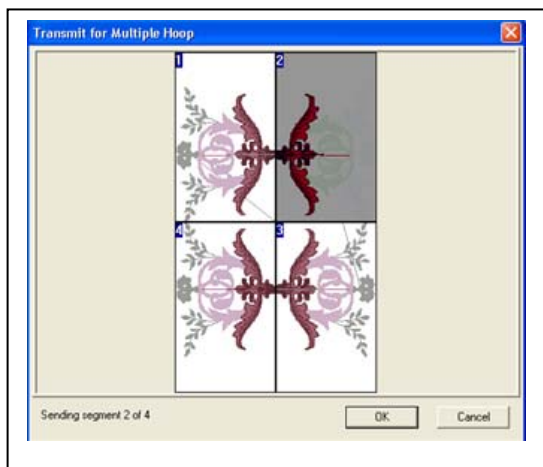 Transmit for Multiple Hoop
1
2
4
3
Sending segment 2 of 4
OK
Cancel